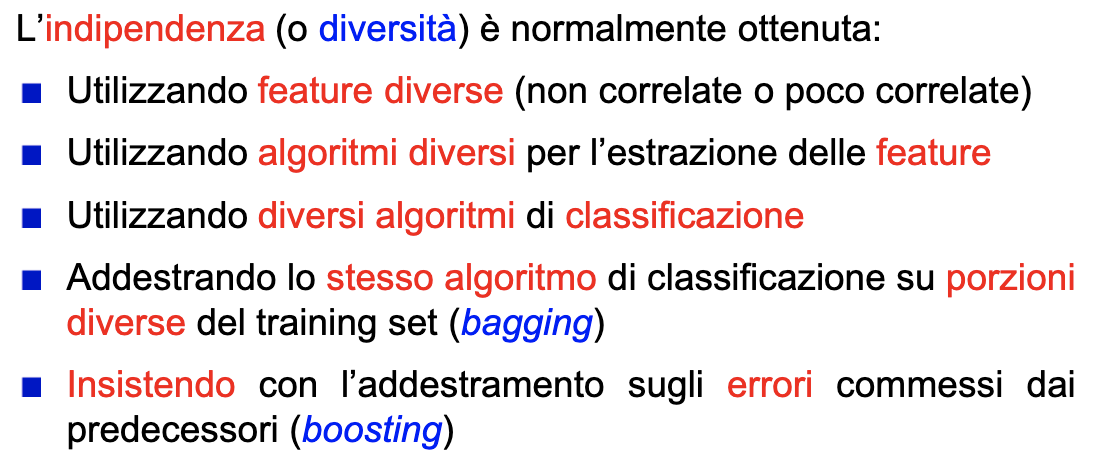 L’indipendenza (o diversità) è normalmente ottenuta:
■ Utilizzando feature diverse (non correlate o poco correlate)
■ Utilizzando algoritmi diversi per l’estrazione delle feature
■ Utilizzando diversi algoritmi di classificazione
■ Addestrando lo stesso algoritmo di classificazione su porzioni
diverse del training set (bagging)
■ Insistendo con l’addestramento sugli errori commessi dai
predecessori (boosting)